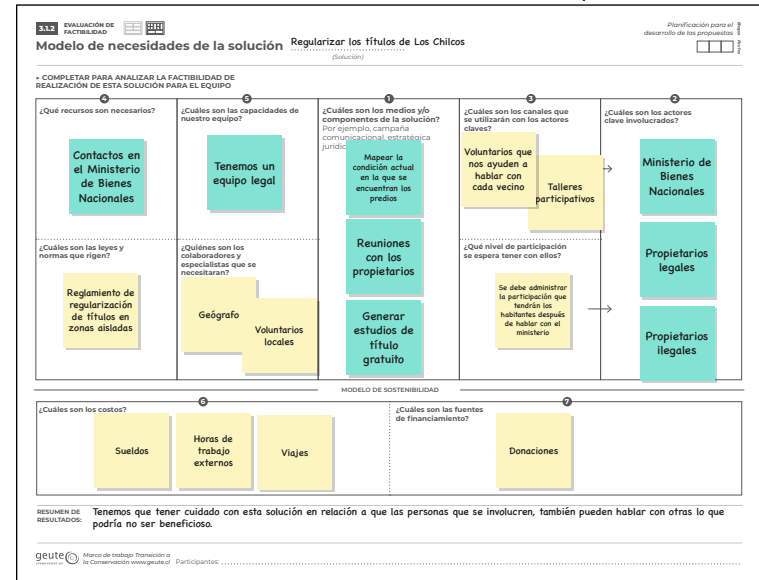 3.1.2 EVALUACIÓN DE
FACTIBILIDAD
Modelo de necesidades de la solución Regularizar los títulos de Los Chilcos
(Solución)
Planificación para el
desarrollo de las propuestas
Etapa
Fecha
▸ COMPLETAR PARA ANALIZAR LA FACTIBILIDAD DE
REALIZACIÓN DE ESTA SOLUCIÓN PARA EL EQUIPO
4
¿Qué recursos son necesarios?
Contactos en
el Ministerio
de Bienes
Nacionales
¿Cuáles son las leyes y
normas que rigen?
Reglamento de
regularización
de títulos en
zonas aisladas
5
¿Cuáles son las capacidades de
nuestro equipo?
Tenemos un
equipo legal
¿Quiénes son los
colaboradores y
especialistas que se
necesitaran?
Geógrafo
Voluntarios
locales
1
¿Cuáles son los medios y/o
componentes de la solución?
Por ejemplo, campaña
comunicacional, estratégica
Mapear la
condición actual
en la que se
encuentran los
predios
Reuniones
con los
propietarios
Generar
estudios de
título
gratuito
3
¿Cuáles son los canales que
se utilizarán con los actores
claves?
Voluntarios que
nos ayuden a
hablar con
cada vecino
Talleres
participativos
¿Qué nivel de participación
se espera tener con ellos?
Se debe administrar
la participación que
tendrán los
habitantes después
de hablar con el
ministerio
2
¿Cuáles son los actores
clave involucrados?
Ministerio de
Bienes
Nacionales
Propietarios
legales
Propietarios
ilegales
MODELO DE SOSTENIBILIDAD
6
¿Cuáles son los costos?
Sueldos
Horas de
trabajo
externos
Viajes
7
¿Cuáles son las fuentes
de financiamiento?
Donaciones
RESUMEN DE
RESULTADOS:
Tenemos que tener cuidado con esta solución en relación a que las personas que se involucren, también pueden hablar con otras lo que
podría no ser beneficioso.
geute
Marco de trabajo Transición a
la Conservación www.geute.cl Participantes: